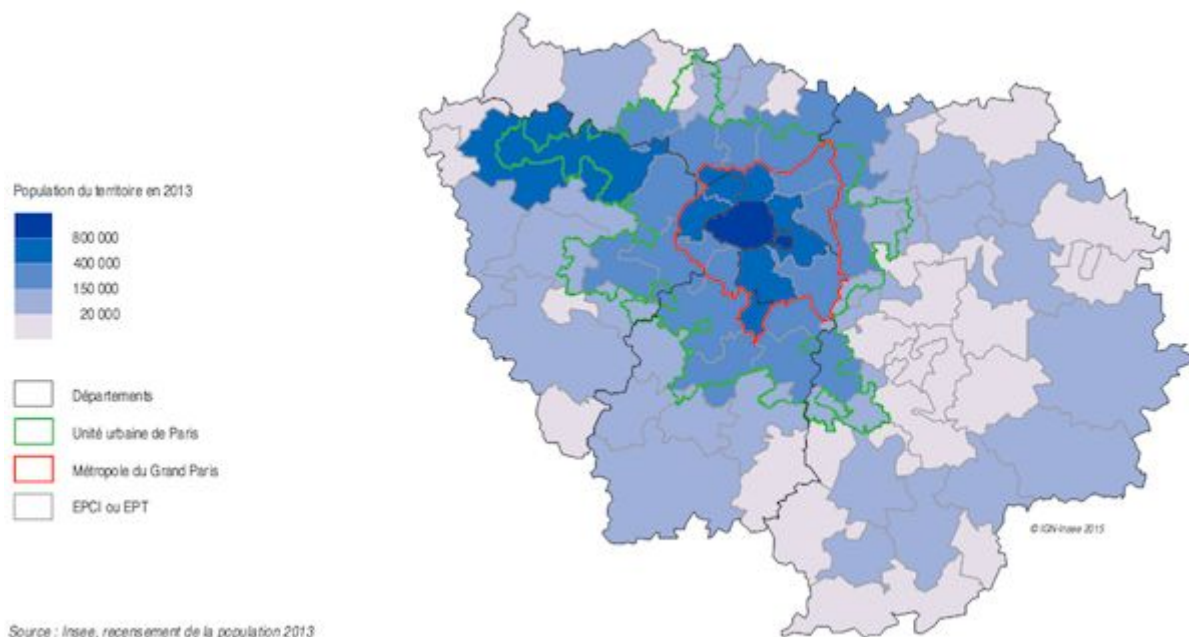 Population du territoire en 2013
800 000
400 000
150 000
20 000
Départements
Unité urbaine de Paris
Métropole du Grand Paris
EPCI ou EPT
© IGN-Insee 2015
Source : Insee, recensement de la population 2013